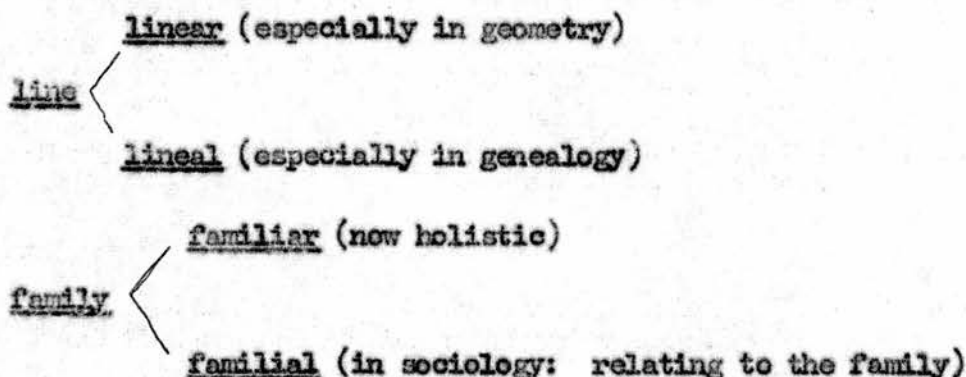 linear (especially in geometry)
line
lineal (especially in genealogy)
familiar (now holistic)
family
familial (in sociology: relating to the family)